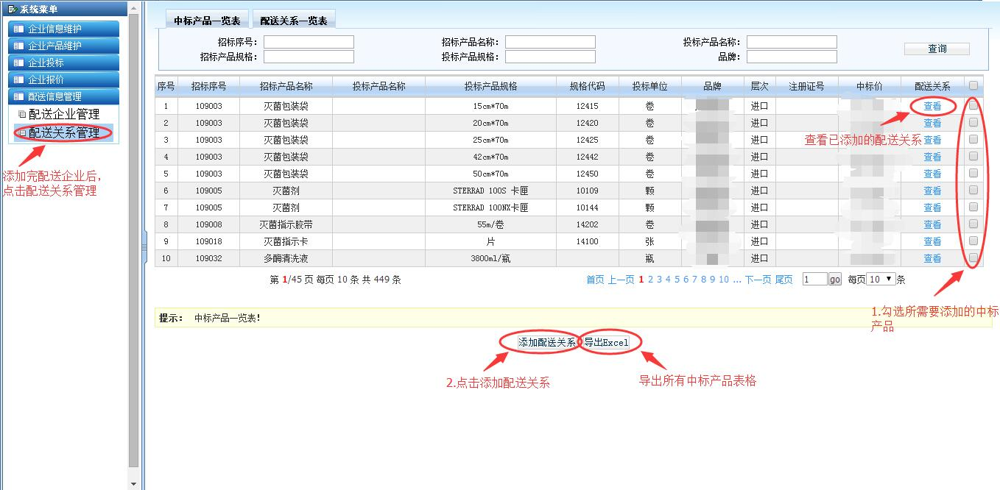 系统菜单
企业信息维护
企业产品维护
企业投标
企业报价
配送信息管理
配送企业管理
配送关系管理
添加完配送企业后，
点击配送关系管理
中标产品一览表 配送关系一览表
招标序号： 招标产品名称： 投标产品名称：
招标产品规格： 投标产品规格： 品牌：
查询
序号 招标序号 招标产品名称 投标产品名称 投标产品规格 规格代码 投标单位 品牌 层次 注册证号 中标价 配送关系
1 109003 灭菌包装袋 15cm*70m 12415 卷 进口 查看
2 109003 灭菌包装袋 20cm*70m 12420 卷 进口 查看
3 109003 灭菌包装袋 25cm*70m 12425 卷 进口 查看
4 109003 灭菌包装袋 42cm*70m 12442 卷 进口 查看
5 109003 灭菌包装袋 50cm*70m 12450 卷 进口 查看
6 109005 灭菌剂 STERRAD 100S 卡匣 10109 颗 进口 查看
7 109005 灭菌剂 STERRAD 100NX卡匣 10144 颗 进口 查看
8 109008 灭菌指示胶带 55m/卷 14202 卷 进口 查看
9 109018 灭菌指示卡 片 14100 张 进口 查看
10 109032 多酶清洗液 3800ml/瓶 瓶 进口 查看
查看已添加的配送关系
第 1/45 页 每页 10 条 共 449 条 首页 上一页 1 2 3 4 5 6 7 8 9 10 ... 下一页 尾页 1 go 每页 10 条
1.勾选所需要添加的中标
产品
提示： 中标产品一览表!
添加配送关系 导出Excel
2.点击添加配送关系
导出所有中标产品表格